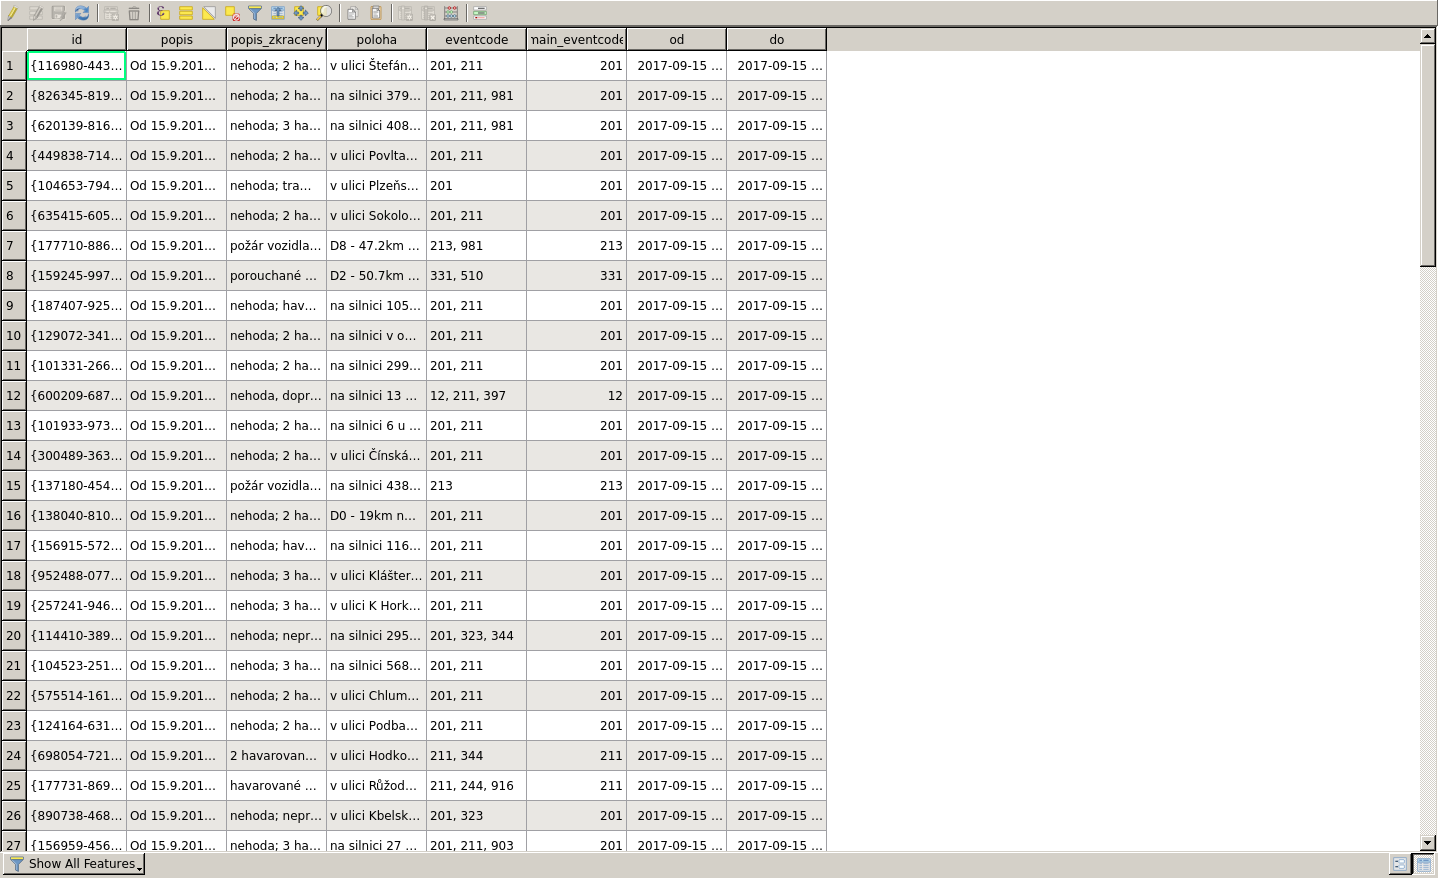 id popis popis_zkraceny poloha eventcode main_eventcode od do
1 {116980-443... Od 15.9.201... nehoda; 2 ha... v ulici Štefán... 201, 211 201 2017-09-15 ... 2017-09-15 ...
2 {826345-819... Od 15.9.201... nehoda; 2 ha... na silnici 379... 201, 211, 981 201 2017-09-15 ... 2017-09-15 ...
3 {620139-816... Od 15.9.201... nehoda; 3 ha... na silnici 408... 201, 211, 981 201 2017-09-15 ... 2017-09-15 ...
4 {449838-714... Od 15.9.201... nehoda; 2 ha... v ulici Povlta... 201, 211 201 2017-09-15 ... 2017-09-15 ...
5 {104653-794... Od 15.9.201... nehoda; tra... v ulici Plzeňs... 201 201 2017-09-15 ... 2017-09-15 ...
6 {635415-605... Od 15.9.201... nehoda; 2 ha... v ulici Sokolo... 201, 211 201 2017-09-15 ... 2017-09-15 ...
7 {177710-886... Od 15.9.201... požár vozidla... D8 - 47.2km ... 213, 981 213 2017-09-15 ... 2017-09-15 ...
8 {159245-997... Od 15.9.201... porouchané ... D2 - 50.7km ... 331, 510 331 2017-09-15 ... 2017-09-15 ...
9 {187407-925... Od 15.9.201... nehoda; hav... na silnici 105... 201, 211 201 2017-09-15 ... 2017-09-15 ...
10 {129072-341... Od 15.9.201... nehoda; 2 ha... na silnici v o... 201, 211 201 2017-09-15 ... 2017-09-15 ...
11 {101331-266... Od 15.9.201... nehoda; 2 ha... na silnici 299... 201, 211 201 2017-09-15 ... 2017-09-15 ...
12 {600209-687... Od 15.9.201... nehoda, dopr... na silnici 13 ... 12, 211, 397 12 2017-09-15 ... 2017-09-15 ...
13 {101933-973... Od 15.9.201... nehoda; 2 ha... na silnici 6 u ... 201, 211 201 2017-09-15 ... 2017-09-15 ...
14 {300489-363... Od 15.9.201... nehoda; 2 ha... v ulici Čínská... 201, 211 201 2017-09-15 ... 2017-09-15 ...
15 {137180-454... Od 15.9.201... požár vozidla... na silnici 438... 213 213 2017-09-15 ... 2017-09-15 ...
16 {138040-810... Od 15.9.201... nehoda; 2 ha... D0 - 19km n... 201, 211 201 2017-09-15 ... 2017-09-15 ...
17 {156915-572... Od 15.9.201... nehoda; hav... na silnici 116... 201, 211 201 2017-09-15 ... 2017-09-15 ...
18 {952488-077... Od 15.9.201... nehoda; 3 ha... v ulici Klášter... 201, 211 201 2017-09-15 ... 2017-09-15 ...
19 {257241-946... Od 15.9.201... nehoda; 3 ha... v ulici K Hork... 201, 211 201 2017-09-15 ... 2017-09-15 ...
20 {114410-389... Od 15.9.201... nehoda; nepr... na silnici 295... 201, 323, 344 201 2017-09-15 ... 2017-09-15 ...
21 {104523-251... Od 15.9.201... nehoda; 3 ha... na silnici 568... 201, 211 201 2017-09-15 ... 2017-09-15 ...
22 {575514-161... Od 15.9.201... nehoda; 2 ha... v ulici Chlum... 201, 211 201 2017-09-15 ... 2017-09-15 ...
23 {124164-631... Od 15.9.201... nehoda; 2 ha... v ulici Podba... 201, 211 201 2017-09-15 ... 2017-09-15 ...
24 {698054-721... Od 15.9.201... 2 havarovan... v ulici Hodko... 211, 344 211 2017-09-15 ... 2017-09-15 ...
25 {177731-869... Od 15.9.201... havarované ... v ulici Růžod... 211, 244, 916 211 2017-09-15 ... 2017-09-15 ...
26 {890738-468... Od 15.9.201... nehoda; nepr... v ulici Kbelsk... 201, 323 201 2017-09-15 ... 2017-09-15 ...
27 {156959-456... Od 15.9.201... nehoda; 3 ha... na silnici 27 ... 201, 211, 903 201 2017-09-15 ... 2017-09-15 ...
Show All Features